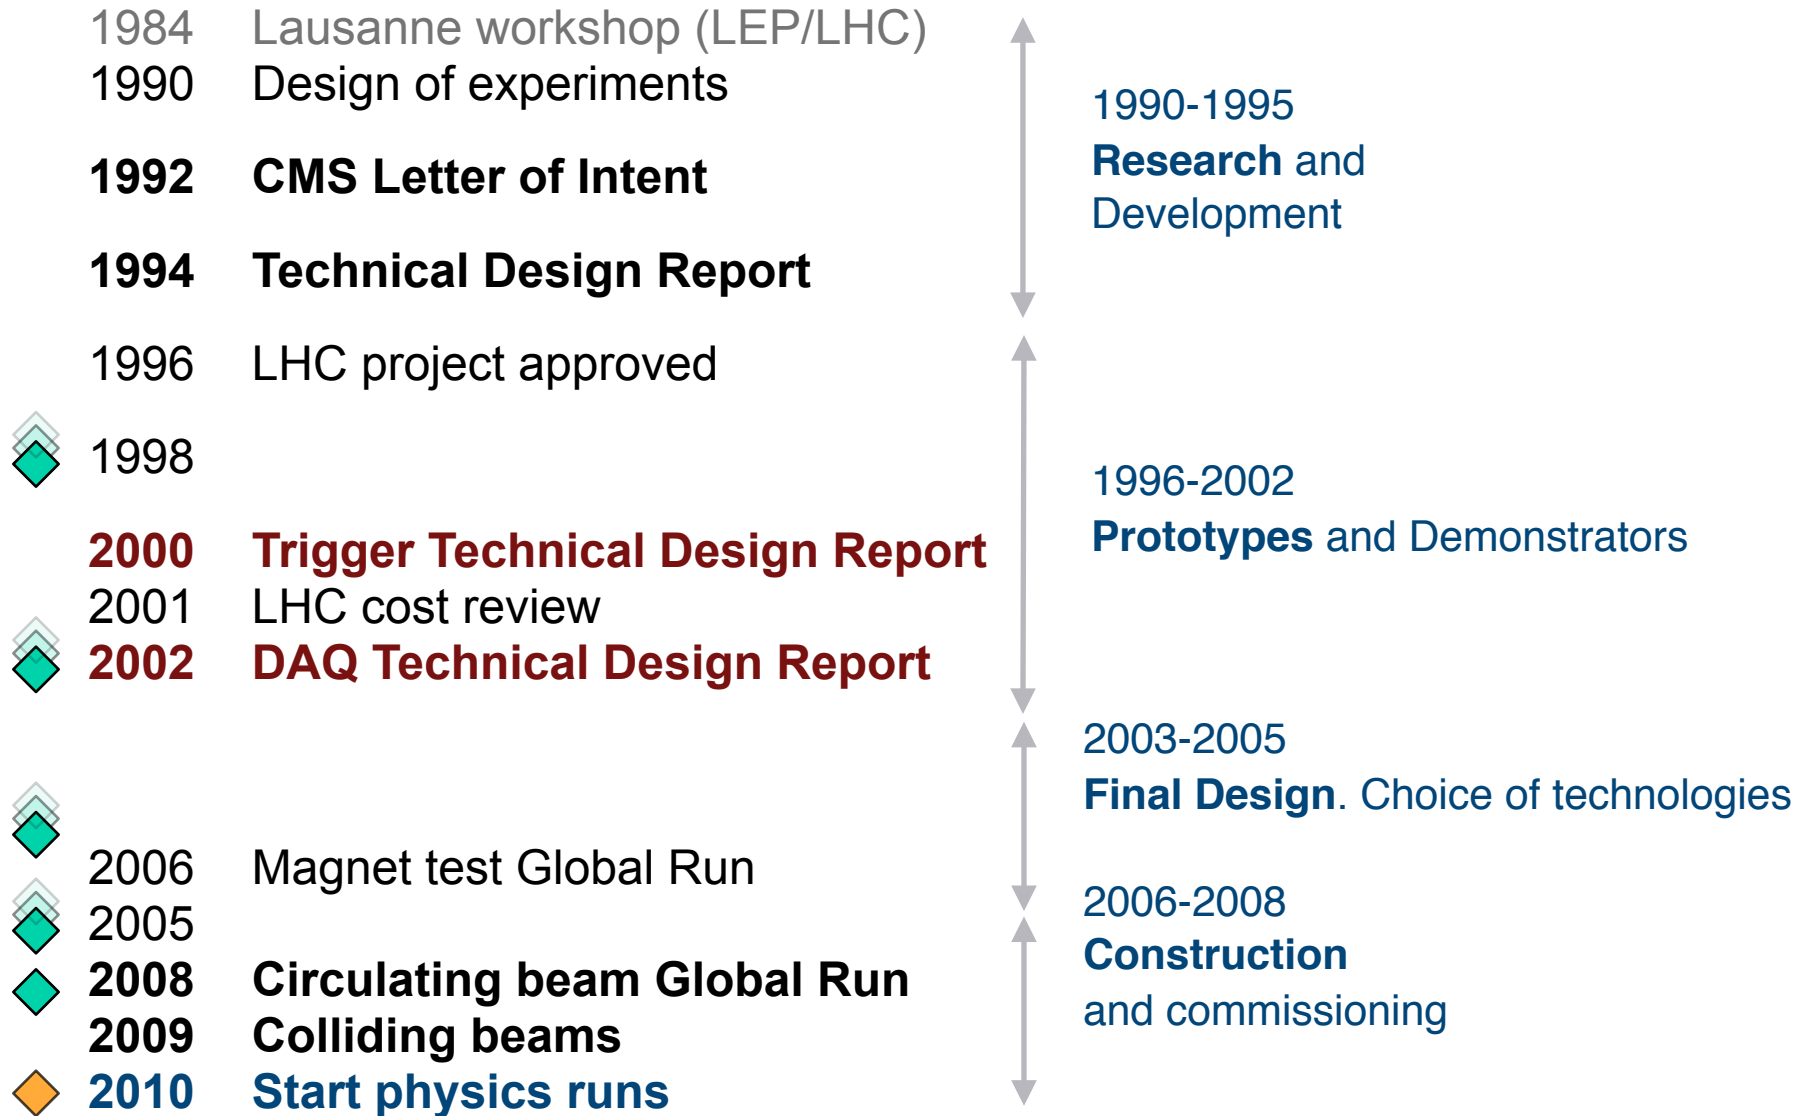 1984 Lausanne workshop (LEP/LHC)
1990 Design of experiments
1992 CMS Letter of Intent
1994 Technical Design Report
1996 LHC project approved
1998
2000 Trigger Technical Design Report
2001 LHC cost review
2002 DAQ Technical Design Report
2006 Magnet test Global Run
2005
2008 Circulating beam Global Run
2009 Colliding beams
2010 Start physics runs
1990-1995
Research and
Development
1996-2002
Prototypes and Demonstrators
2003-2005
Final Design. Choice of technologies
2006-2008
Construction
and commissioning